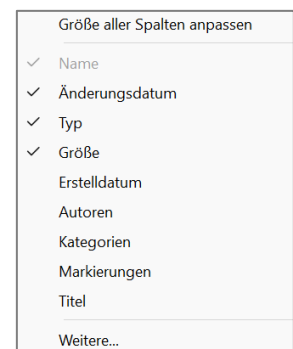 Größe aller Spalten anpassen
Name
Änderungsdatum
Typ
Größe
Erstelldatum
Autoren
Kategorien
Markierungen
Titel
Weitere...